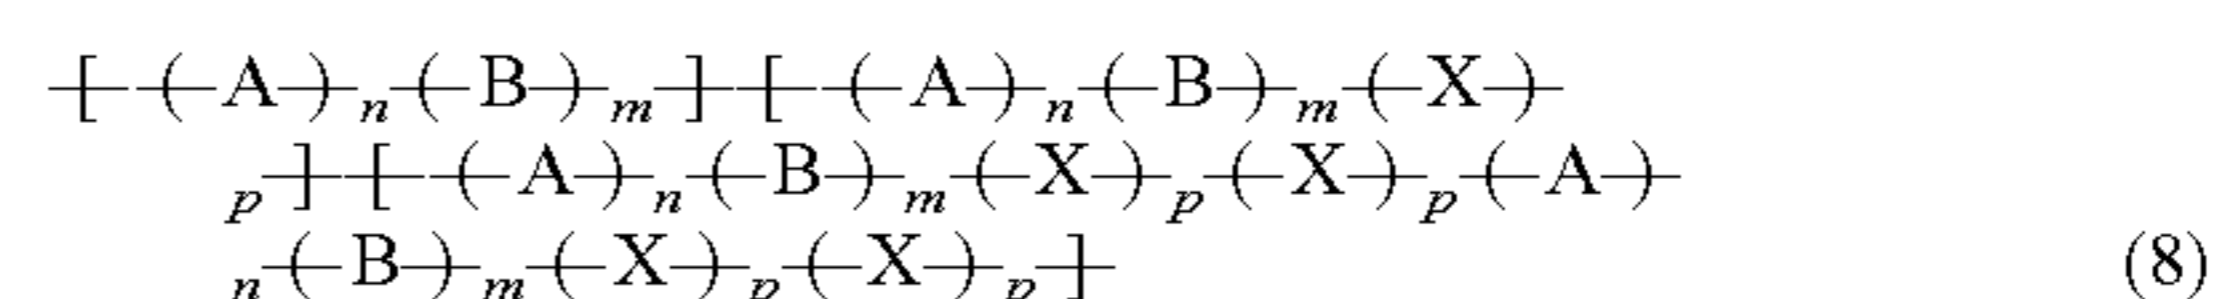 —[—(—A—)—n—(—B—)—m—]—[—(—A—)—n—(—B—)—m—(—X—)—
p—]—[—(—A—)—n—(—B—)—m—(—X—)—p—(—X—)—p—(—A—)—
n—(—B—)—m—(—X—)—p—(—X—)—p—]— (8)